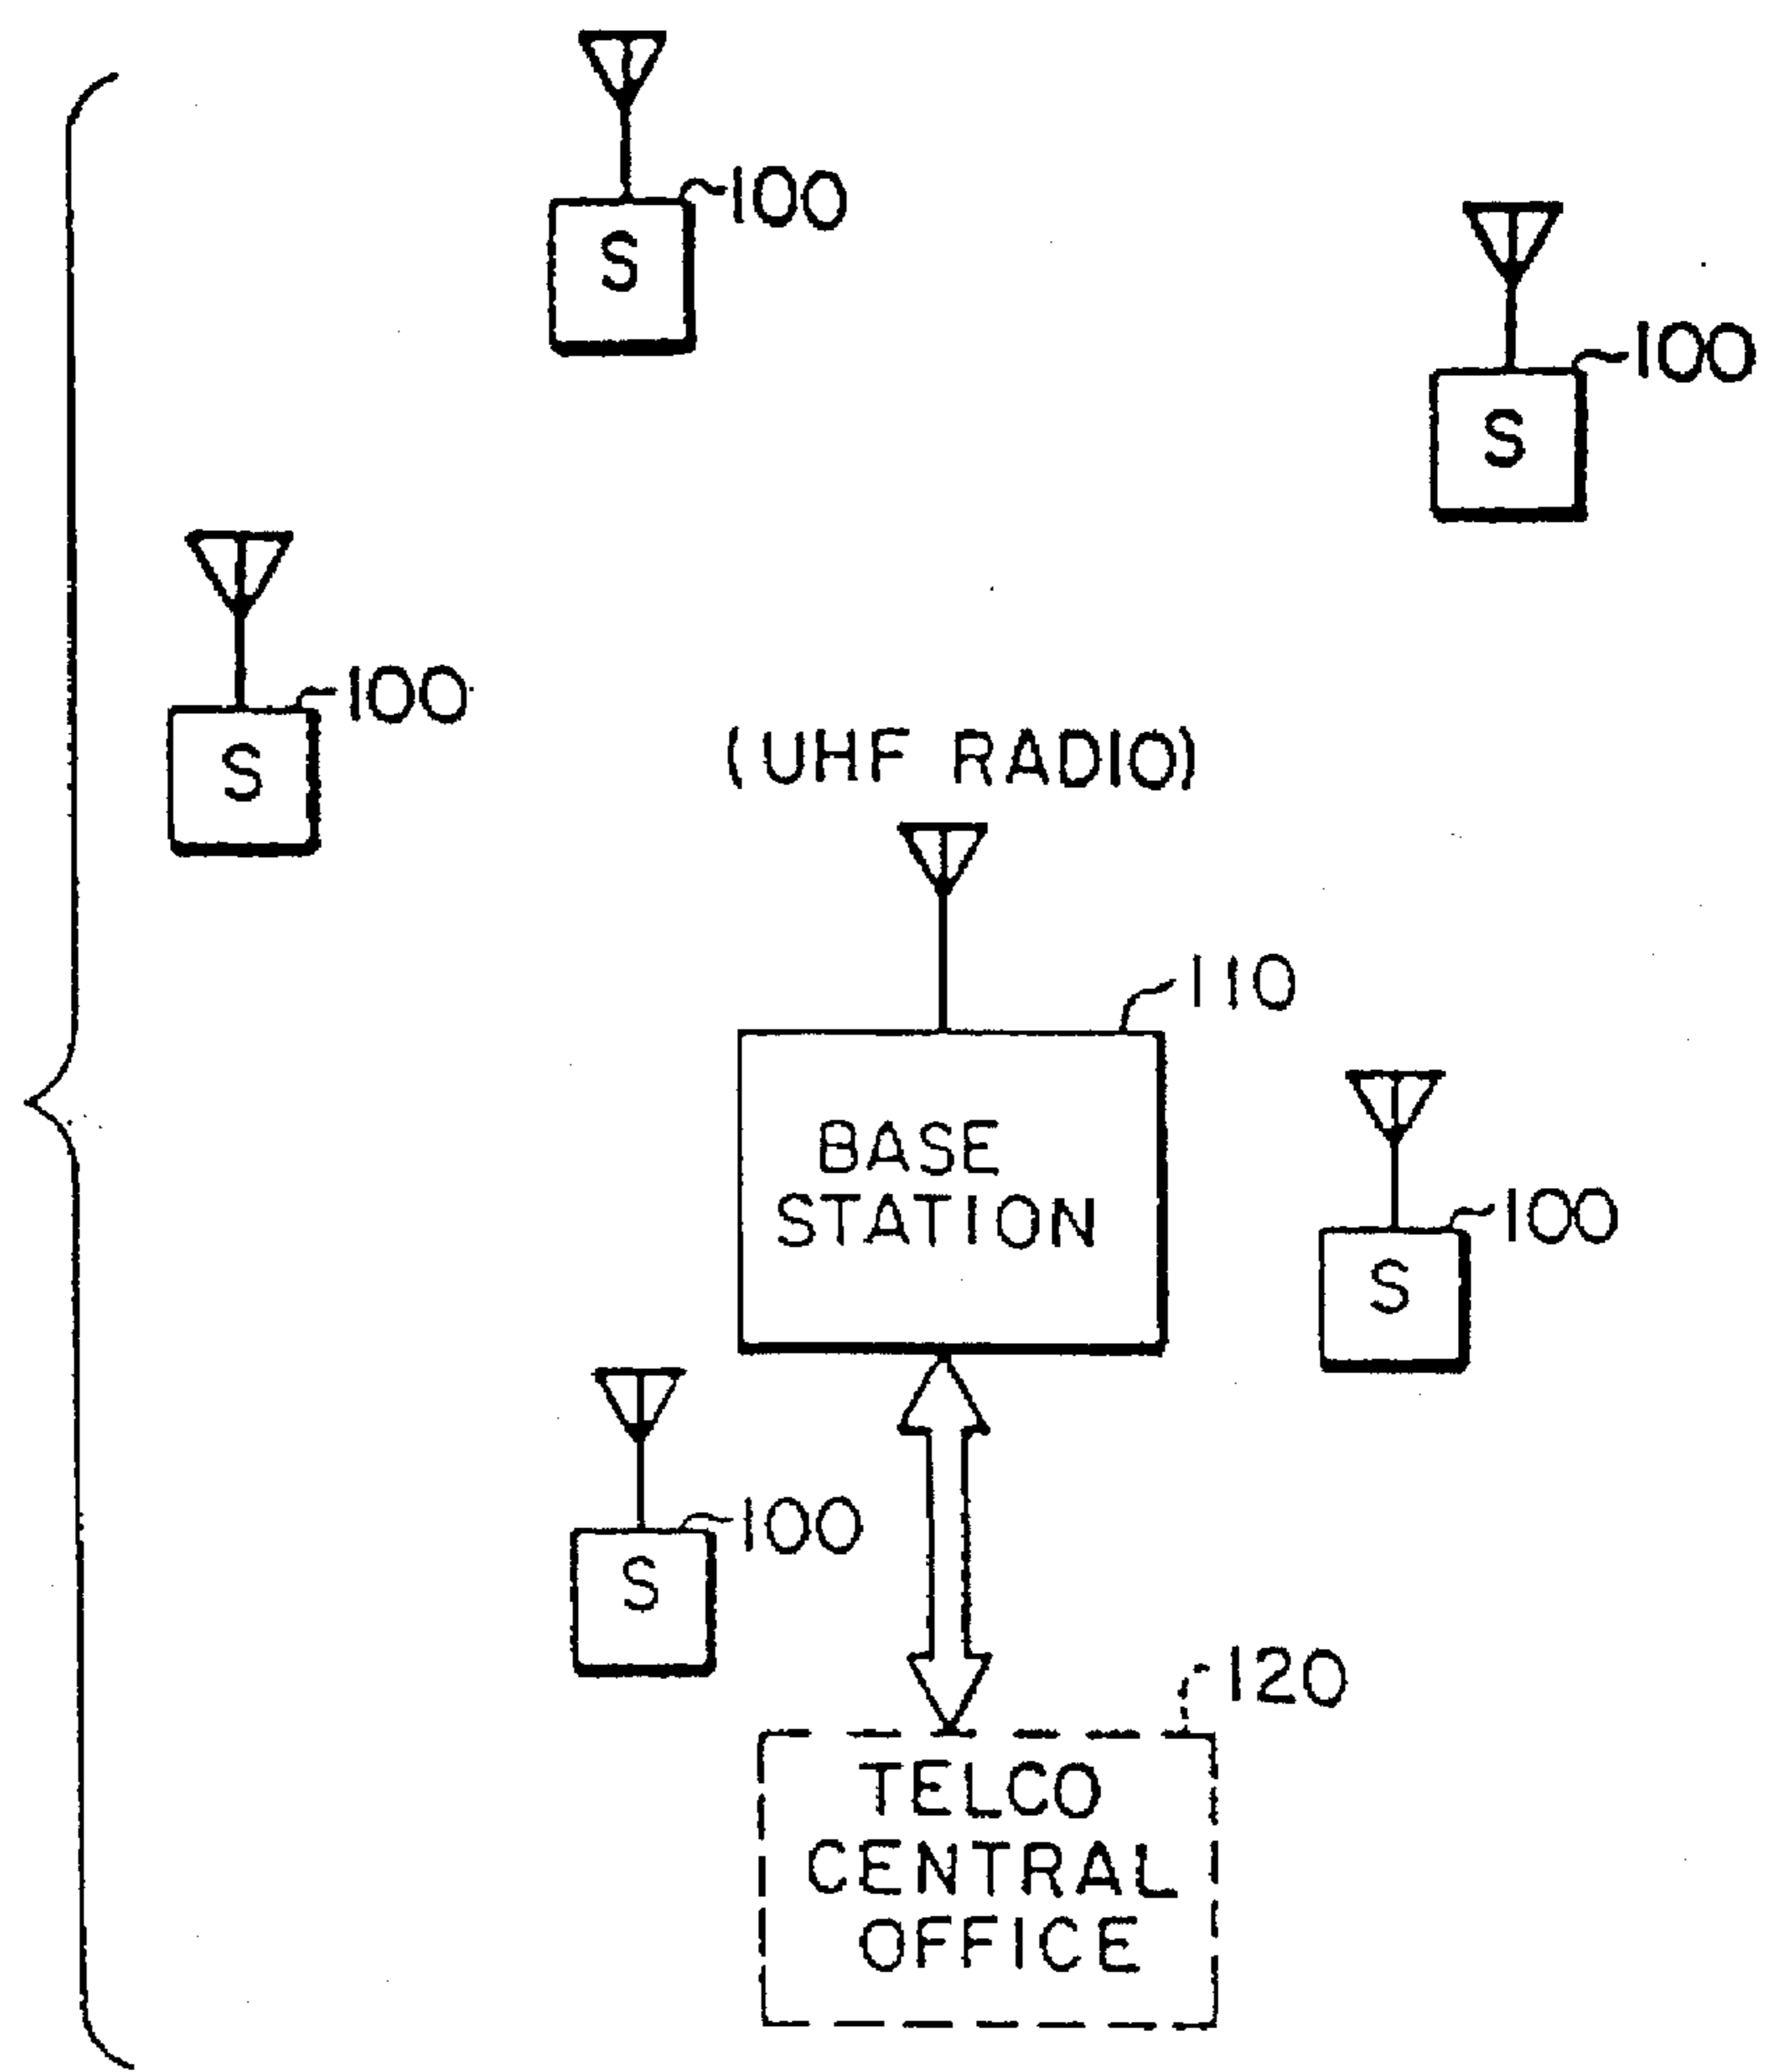 100
S
100
S
100
S
(UHF RADIO)
110
BASE
STATION
100
S
100
S
120
TELCO
CENTRAL
OFFICE